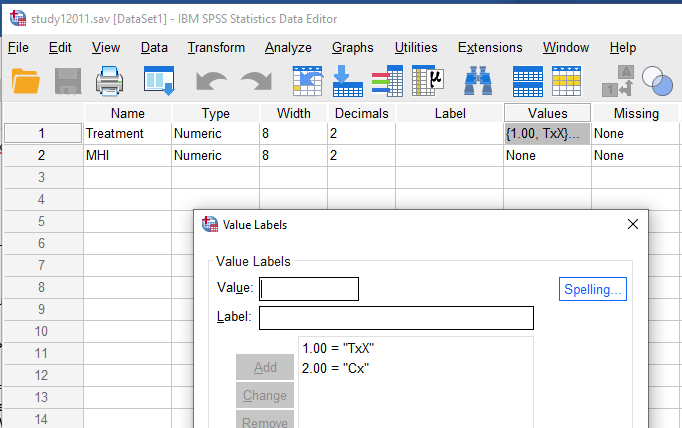 study12011.sav [DataSet1] - IBM SPSS Statistics Data Editor
File Edit View Data Transform Analyze Graphs Utilities Extensions Window Help
A
1
μ
Name Type Width Decimals Label Values Missing
1 Treatment Numeric 8 2 {1.00, TxX}... None
2 MHI Numeric 8 2 None None
3
4
5
6
7
8
9
10
11
12
13
14
Value Labels
Value Labels
Value:
Spelling...
Label:
1.00 = "TxX"
2.00 = "Cx"
Add
Change
Remove